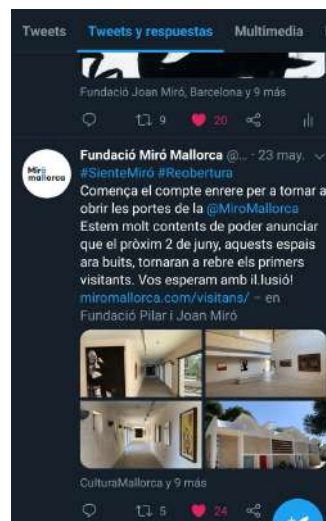 Tweets Tweets y respuestas Multimedia
Fundació Joan Miró, Barcelona y 9 más
9 20
Miró
mallorca
Fundació Miró Mallorca @... · 23 may.
#SienteMiró #Reobertura
Comença el compte enrere per a tornar a
obrir les portes de la @MiroMallorca
Estem molt contents de poder anunciar
que el pròxim 2 de juny, aquests espais
ara buits, tornaran a rebre els primers
visitants. Vos esperam amb il.lusió!
miromallorca.com/visitans/ – en
Fundació Pilar i Joan Miró
CulturaMallorca y 9 más
5 24